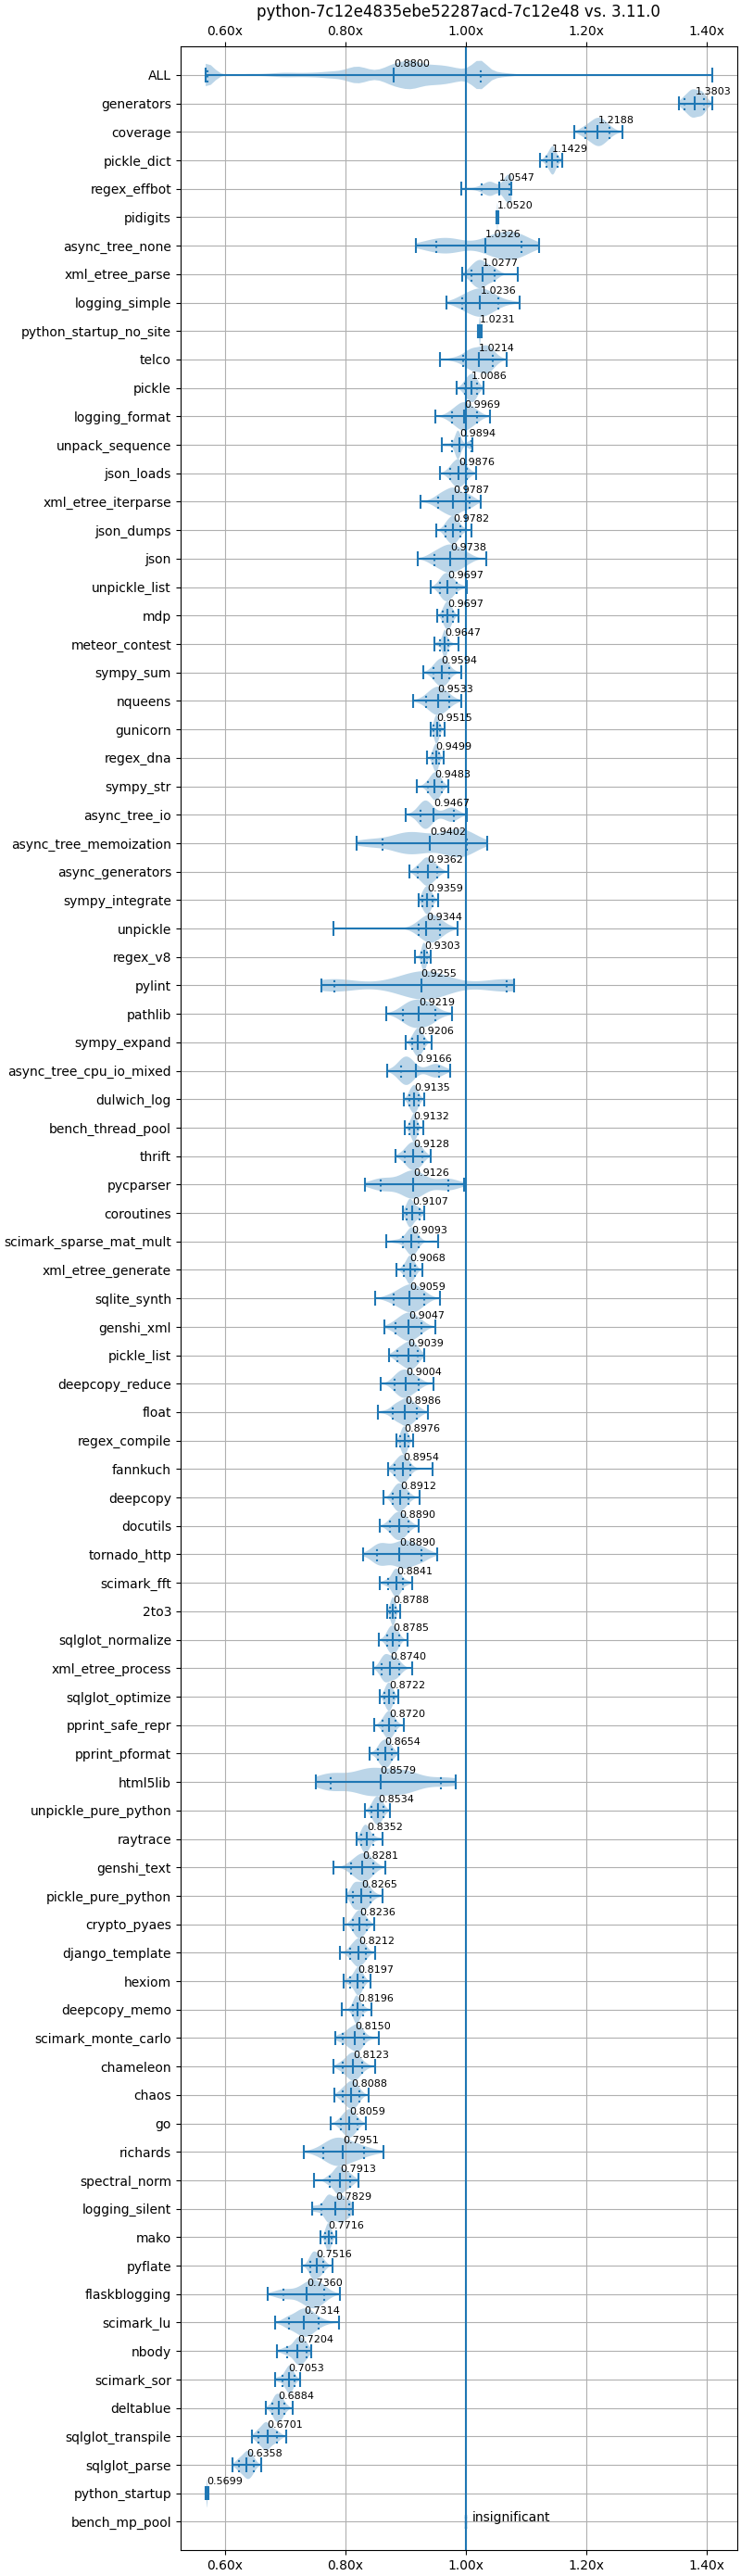 python-7c12e4835ebe52287acd-7c12e48 vs. 3.11.0
0.60x 0.80x 1.00x 1.20x 1.40x
ALL 0.8800
generators 1.3803
coverage 1.2188
pickle_dict 1.1429
regex_effbot 1.0547
pidigits 1.0520
async_tree_none 1.0326
xml_etree_parse 1.0277
logging_simple 1.0236
python_startup_no_site 1.0231
telco 1.0214
pickle 1.0086
logging_format 0.9969
unpack_sequence 0.9894
json_loads 0.9876
xml_etree_iterparse 0.9787
json_dumps 0.9782
json 0.9738
unpickle_list 0.9697
mdp 0.9697
meteor_contest 0.9647
sympy_sum 0.9594
nqueens 0.9533
gunicorn 0.9515
regex_dna 0.9499
sympy_str 0.9483
async_tree_io 0.9467
async_tree_memoization 0.9402
async_generators 0.9362
sympy_integrate 0.9359
unpickle 0.9344
regex_v8 0.9303
pylint 0.9255
pathlib 0.9219
sympy_expand 0.9206
async_tree_cpu_io_mixed 0.9166
dulwich_log 0.9135
bench_thread_pool 0.9132
thrift 0.9128
pycparser 0.9126
coroutines 0.9107
scimark_sparse_mat_mult 0.9093
xml_etree_generate 0.9068
sqlite_synth 0.9059
genshi_xml 0.9047
pickle_list 0.9039
deepcopy_reduce 0.9004
float 0.8986
regex_compile 0.8976
fannkuch 0.8954
deepcopy 0.8912
docutils 0.8890
tornado_http 0.8890
scimark_fft 0.8841
2to3 0.8788
sqlglot_normalize 0.8785
xml_etree_process 0.8740
sqlglot_optimize 0.8722
pprint_safe_repr 0.8720
pprint_pformat 0.8654
html5lib 0.8579
unpickle_pure_python 0.8534
raytrace 0.8352
genshi_text 0.8281
pickle_pure_python 0.8265
crypto_pyaes 0.8236
django_template 0.8212
hexiom 0.8197
deepcopy_memo 0.8196
scimark_monte_carlo 0.8150
chameleon 0.8123
chaos 0.8088
go 0.8059
richards 0.7951
spectral_norm 0.7913
logging_silent 0.7829
mako 0.7716
pyflate 0.7516
flaskblogging 0.7360
scimark_lu 0.7314
nbody 0.7204
scimark_sor 0.7053
deltablue 0.6884
sqlglot_transpile 0.6701
sqlglot_parse 0.6358
python_startup 0.5699
bench_mp_pool insignificant
0.60x 0.80x 1.00x 1.20x 1.40x